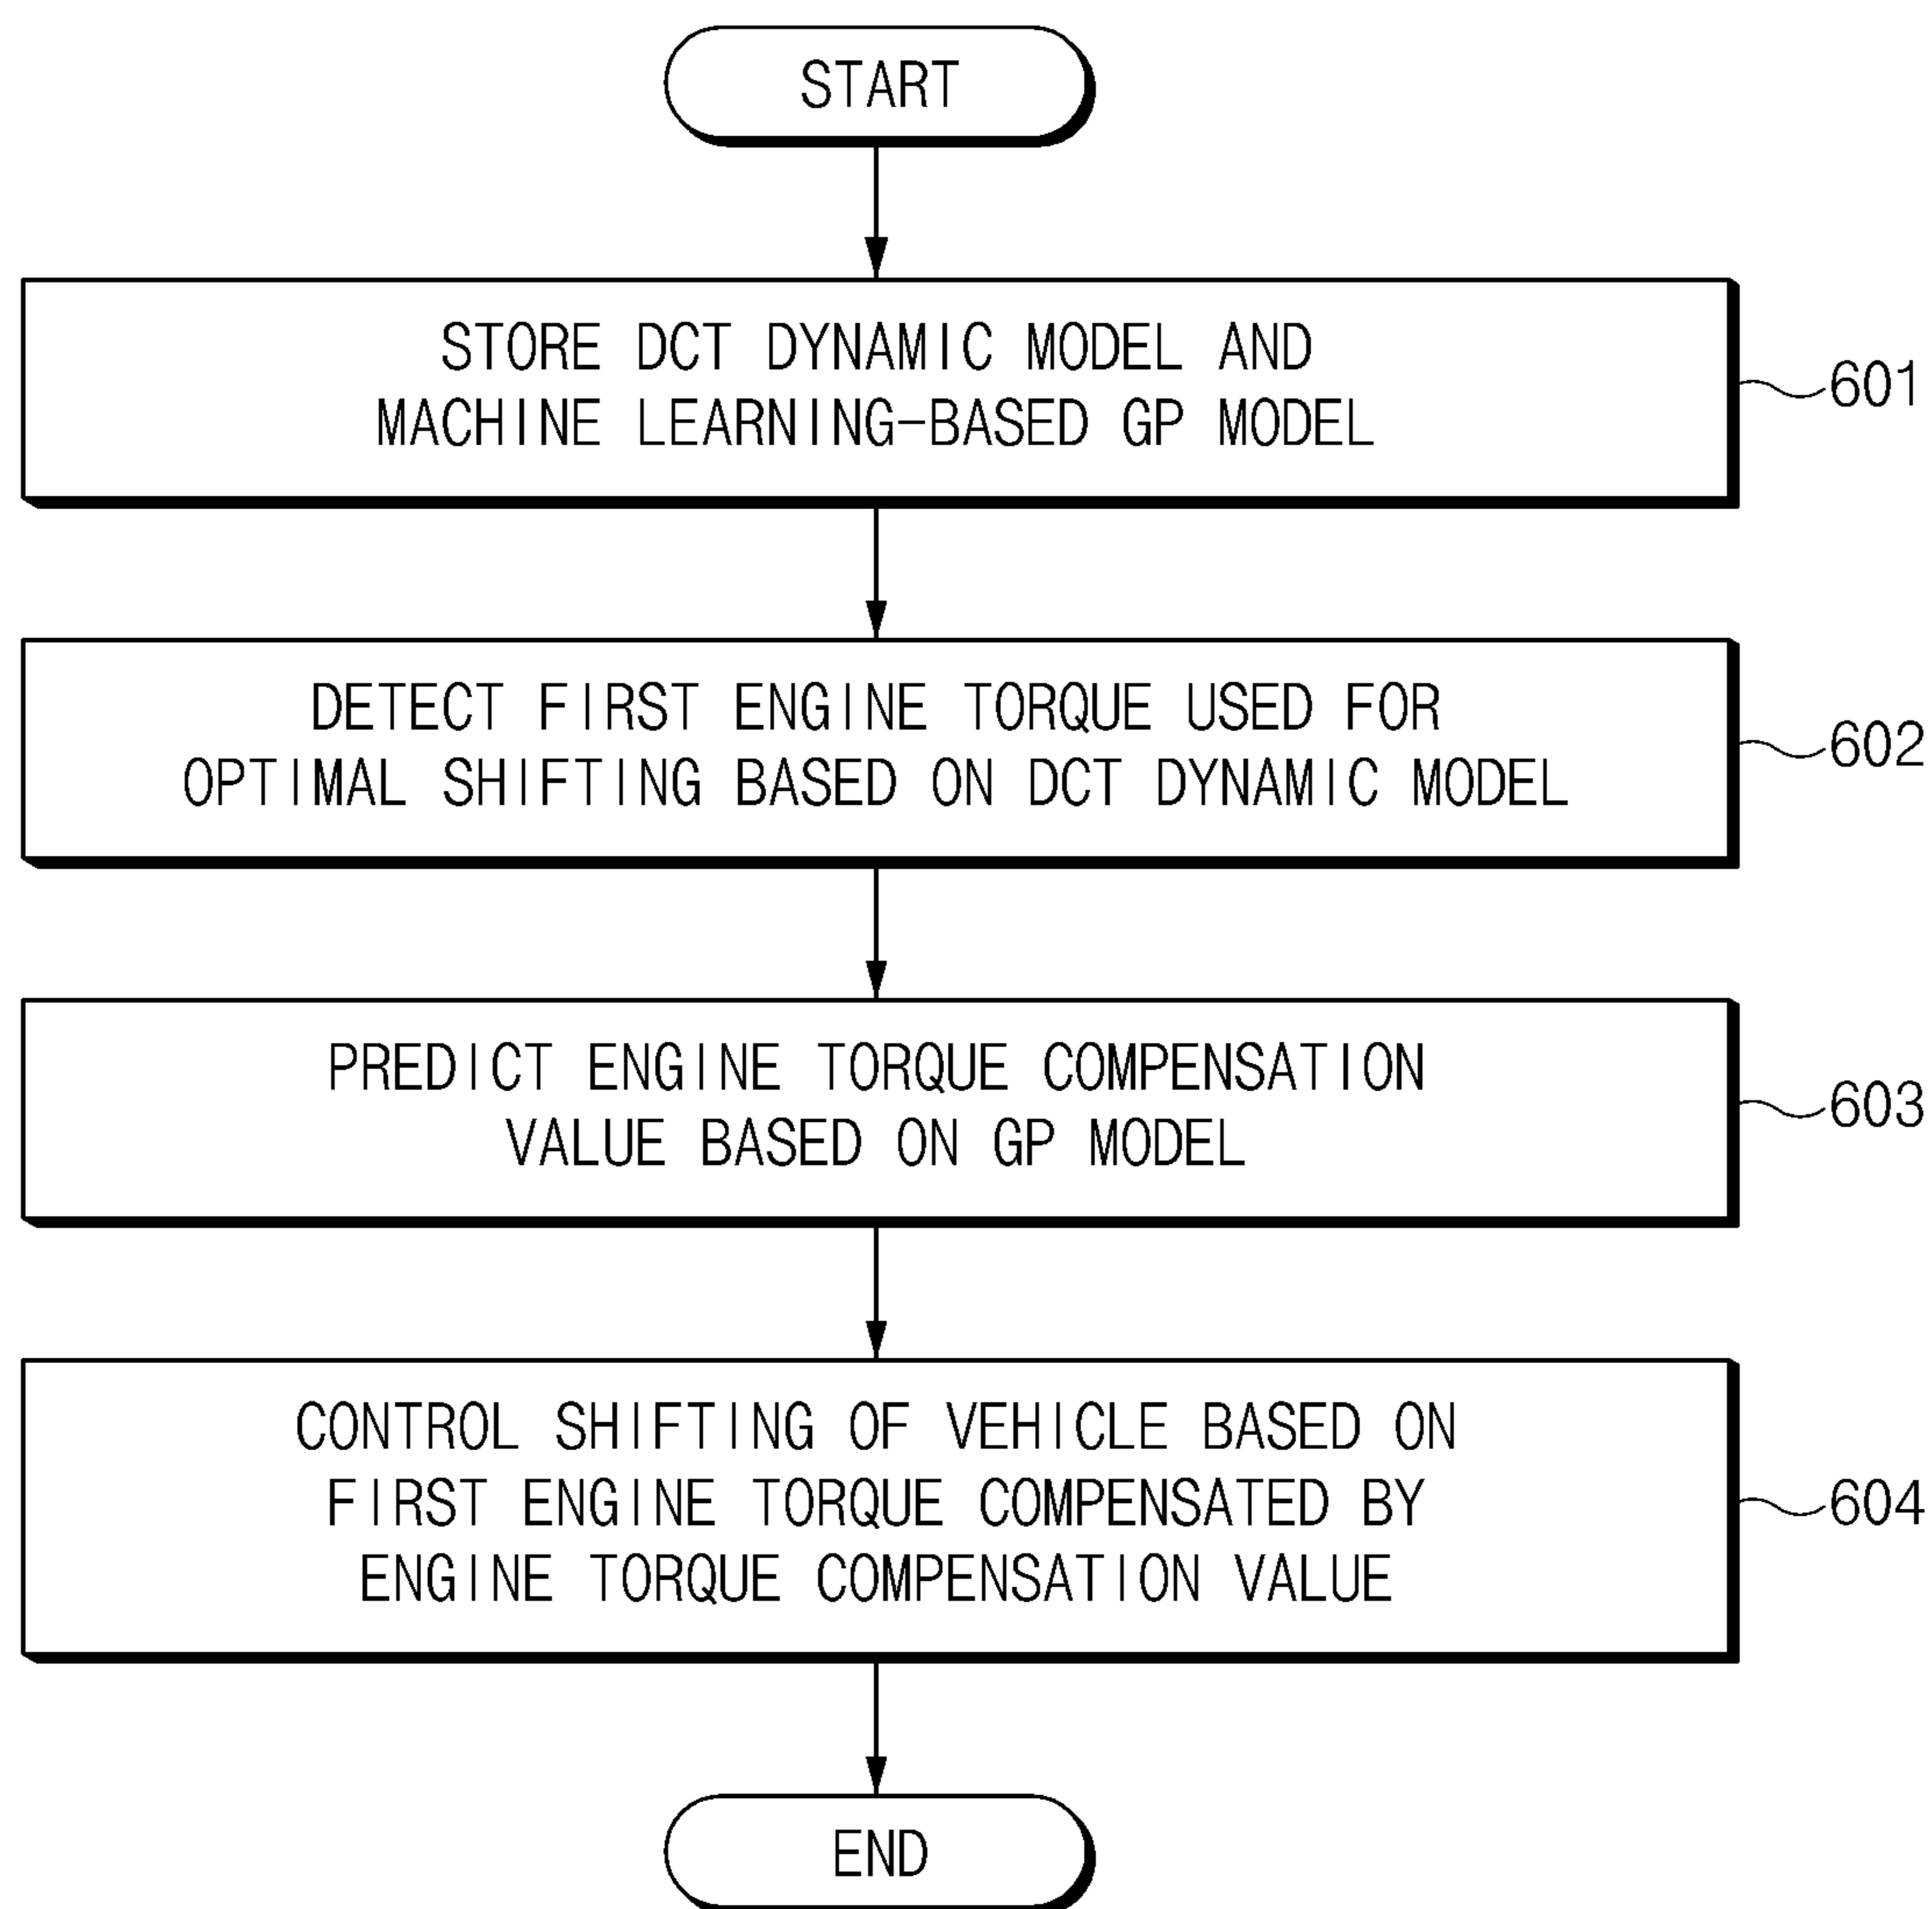 START
STORE DCT DYNAMIC MODEL AND
MACHINE LEARNING-BASED GP MODEL
601
DETECT FIRST ENGINE TORQUE USED FOR
OPTIMAL SHIFTING BASED ON DCT DYNAMIC MODEL
602
PREDICT ENGINE TORQUE COMPENSATION
VALUE BASED ON GP MODEL
603
CONTROL SHIFTING OF VEHICLE BASED ON
FIRST ENGINE TORQUE COMPENSATED BY
ENGINE TORQUE COMPENSATION VALUE
604
END